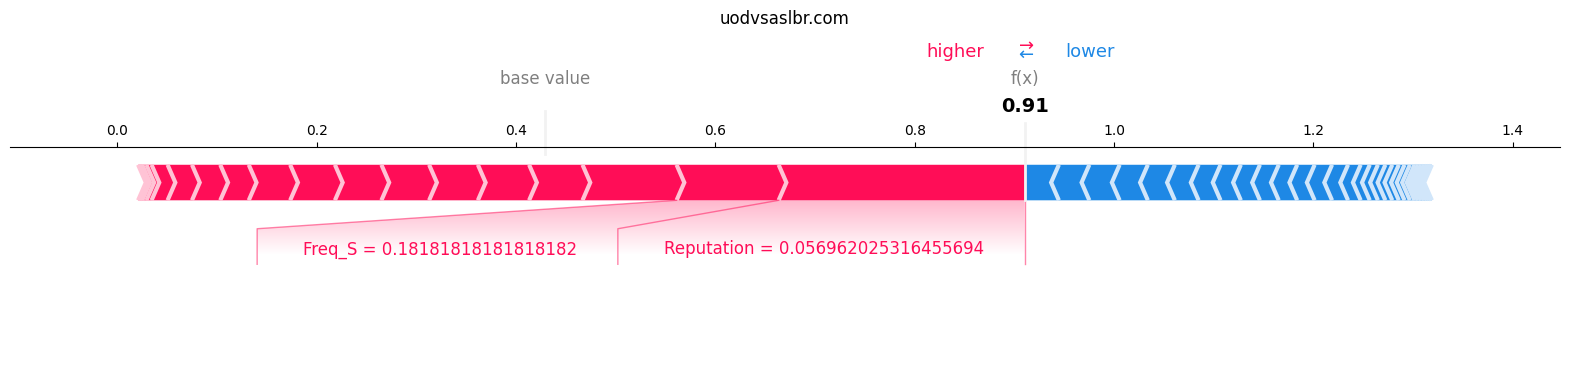 uodvsaslbr.com
higher ⇄ lower
base value f(x)
0.91
0.0 0.2 0.4 0.6 0.8 1.0 1.2 1.4
Freq_S = 0.18181818181818182 Reputation = 0.056962025316455694